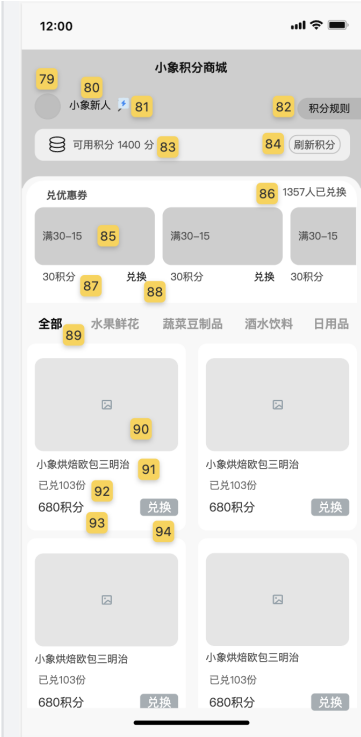 12:00
小象积分商城
79
80
小象新人
81
82
积分规则
可用积分 1400 分
83
84
刷新积分
兑优惠券
86
1357人已兑换
满30-15
85
满30-15
满30-15
30积分
87
兑换
88
30积分
兑换
30积分
全部
89
水果鲜花
蔬菜豆制品
酒水饮料
日用品
90
小象烘焙欧包三明治
91
小象烘焙欧包三明治
已兑103份
92
已兑103份
680积分
93
兑换
94
680积分
兑换
小象烘焙欧包三明治
小象烘焙欧包三明治
已兑103份
已兑103份
680积分
兑换
680积分
兑换